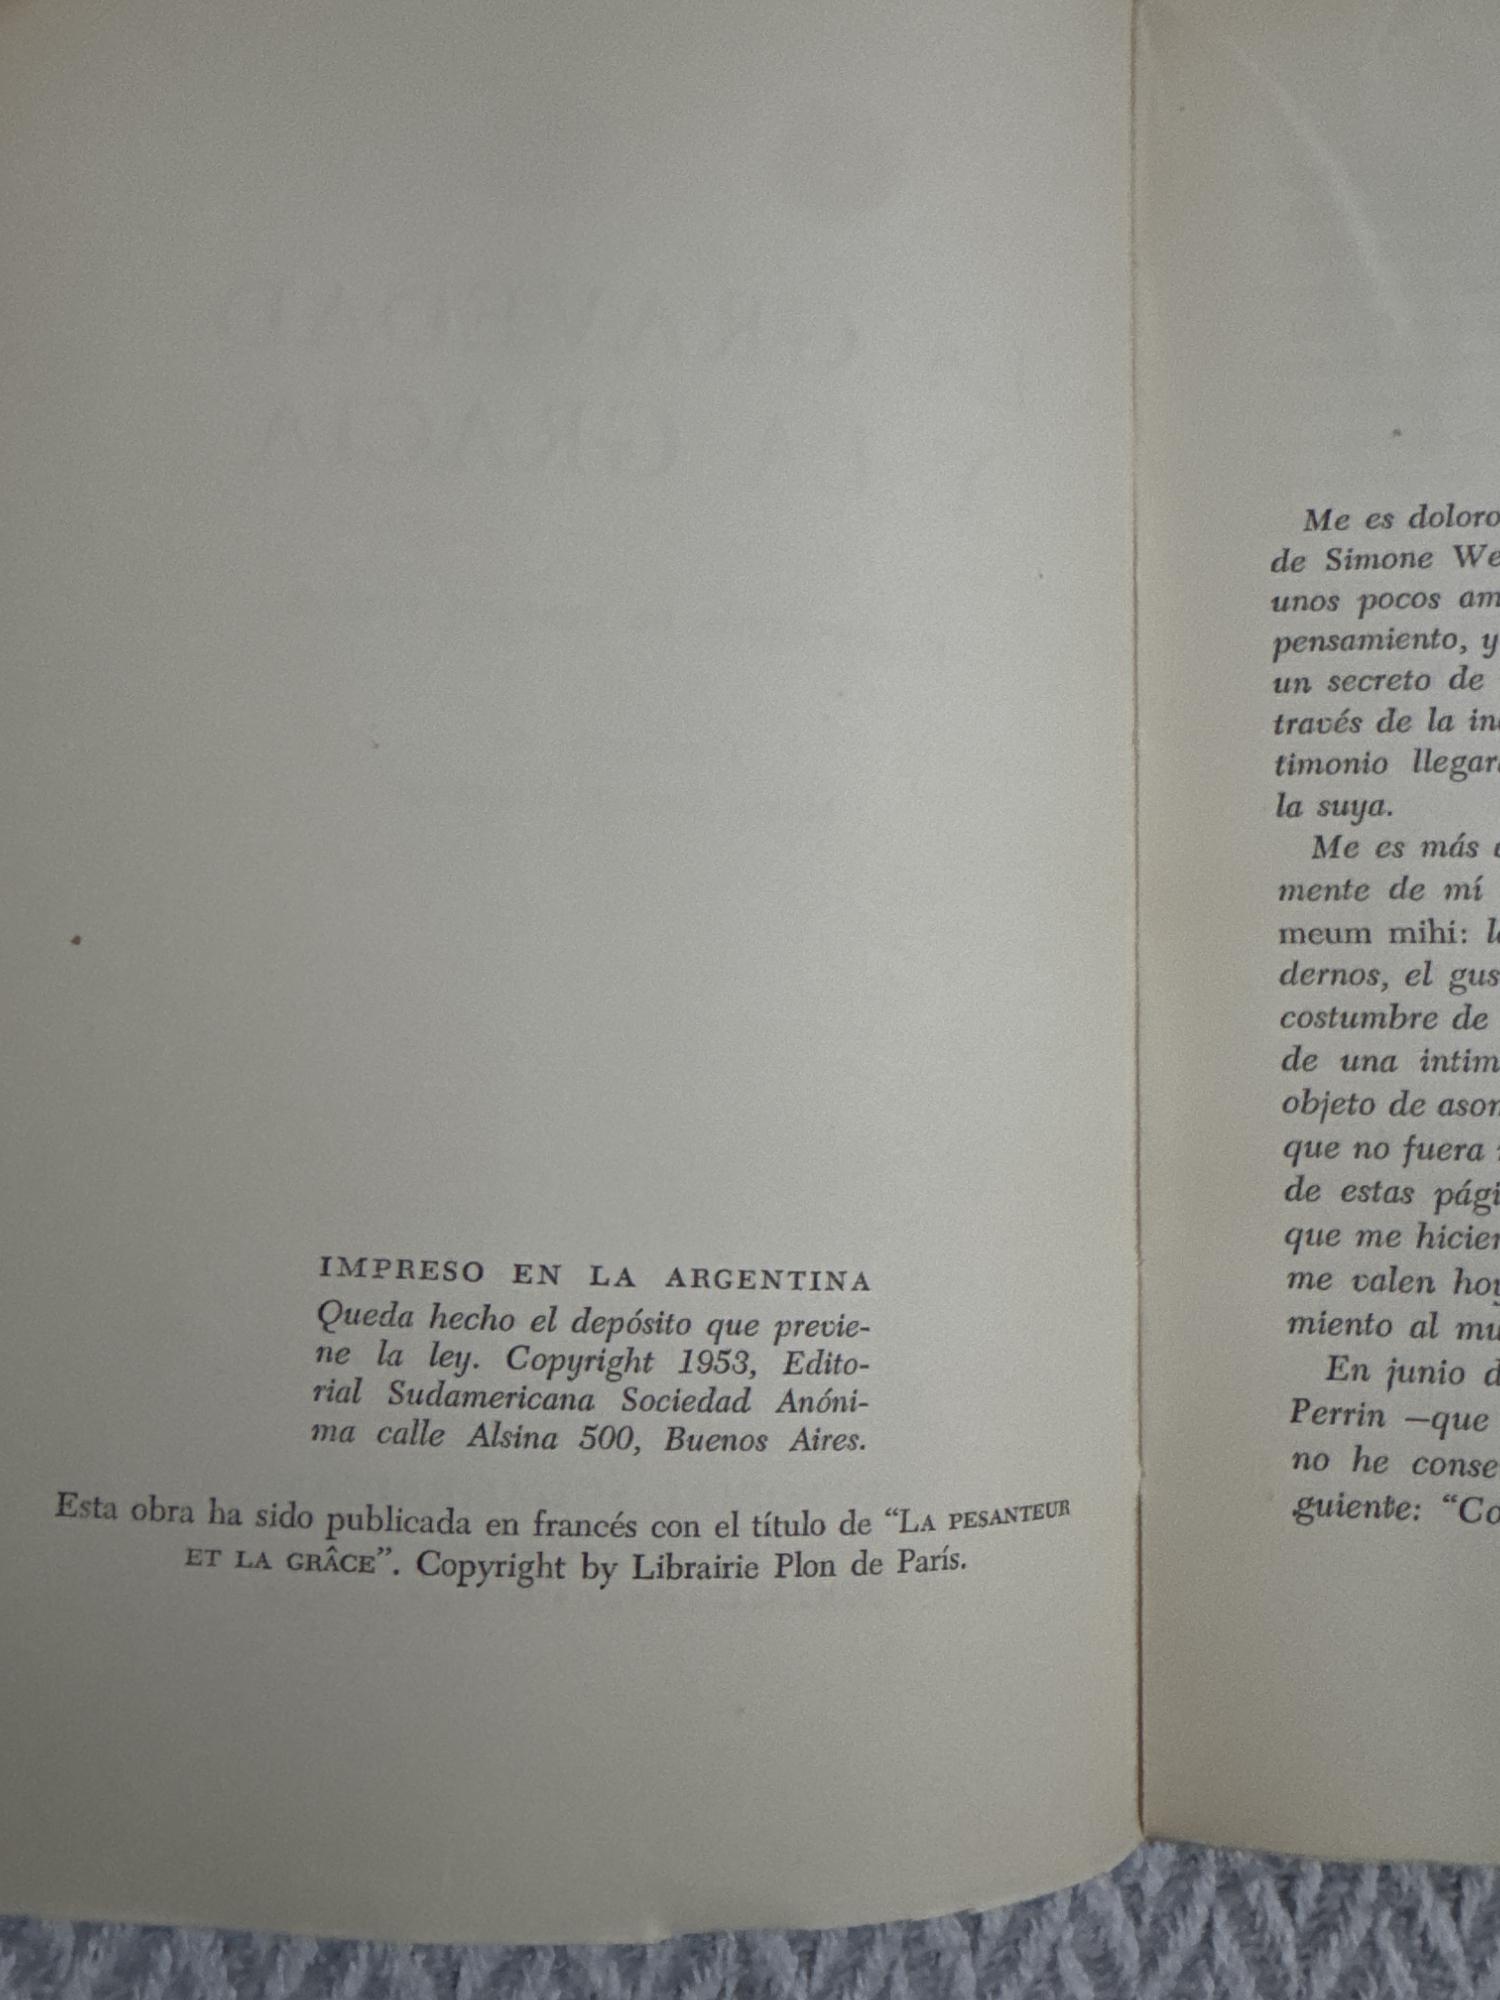 IMPRESO EN LA ARGENTINA
Queda hecho el depósito que previe-
ne la ley. Copyright 1953, Edito-
rial Sudamericana Sociedad Anóni-
ma calle Alsina 500, Buenos Aires.
Esta obra ha sido publicada en francés con el título de “LA PESANTEUR
ET LA GRÂCE”. Copyright by Librairie Plon de París.
Me es doloro
de Simone We
unos pocos am
pensamiento, y
un secreto de
través de la in
timonio llegar
la suya.
Me es más
mente de mí
meum mihi: l
dernos, el gus
costumbre de
de una intim
objeto de ason
que no fuera
de estas pági
que me hicier
me valen hoy
miento al mu
En junio d
Perrin —que
no he conse
guiente: “Co